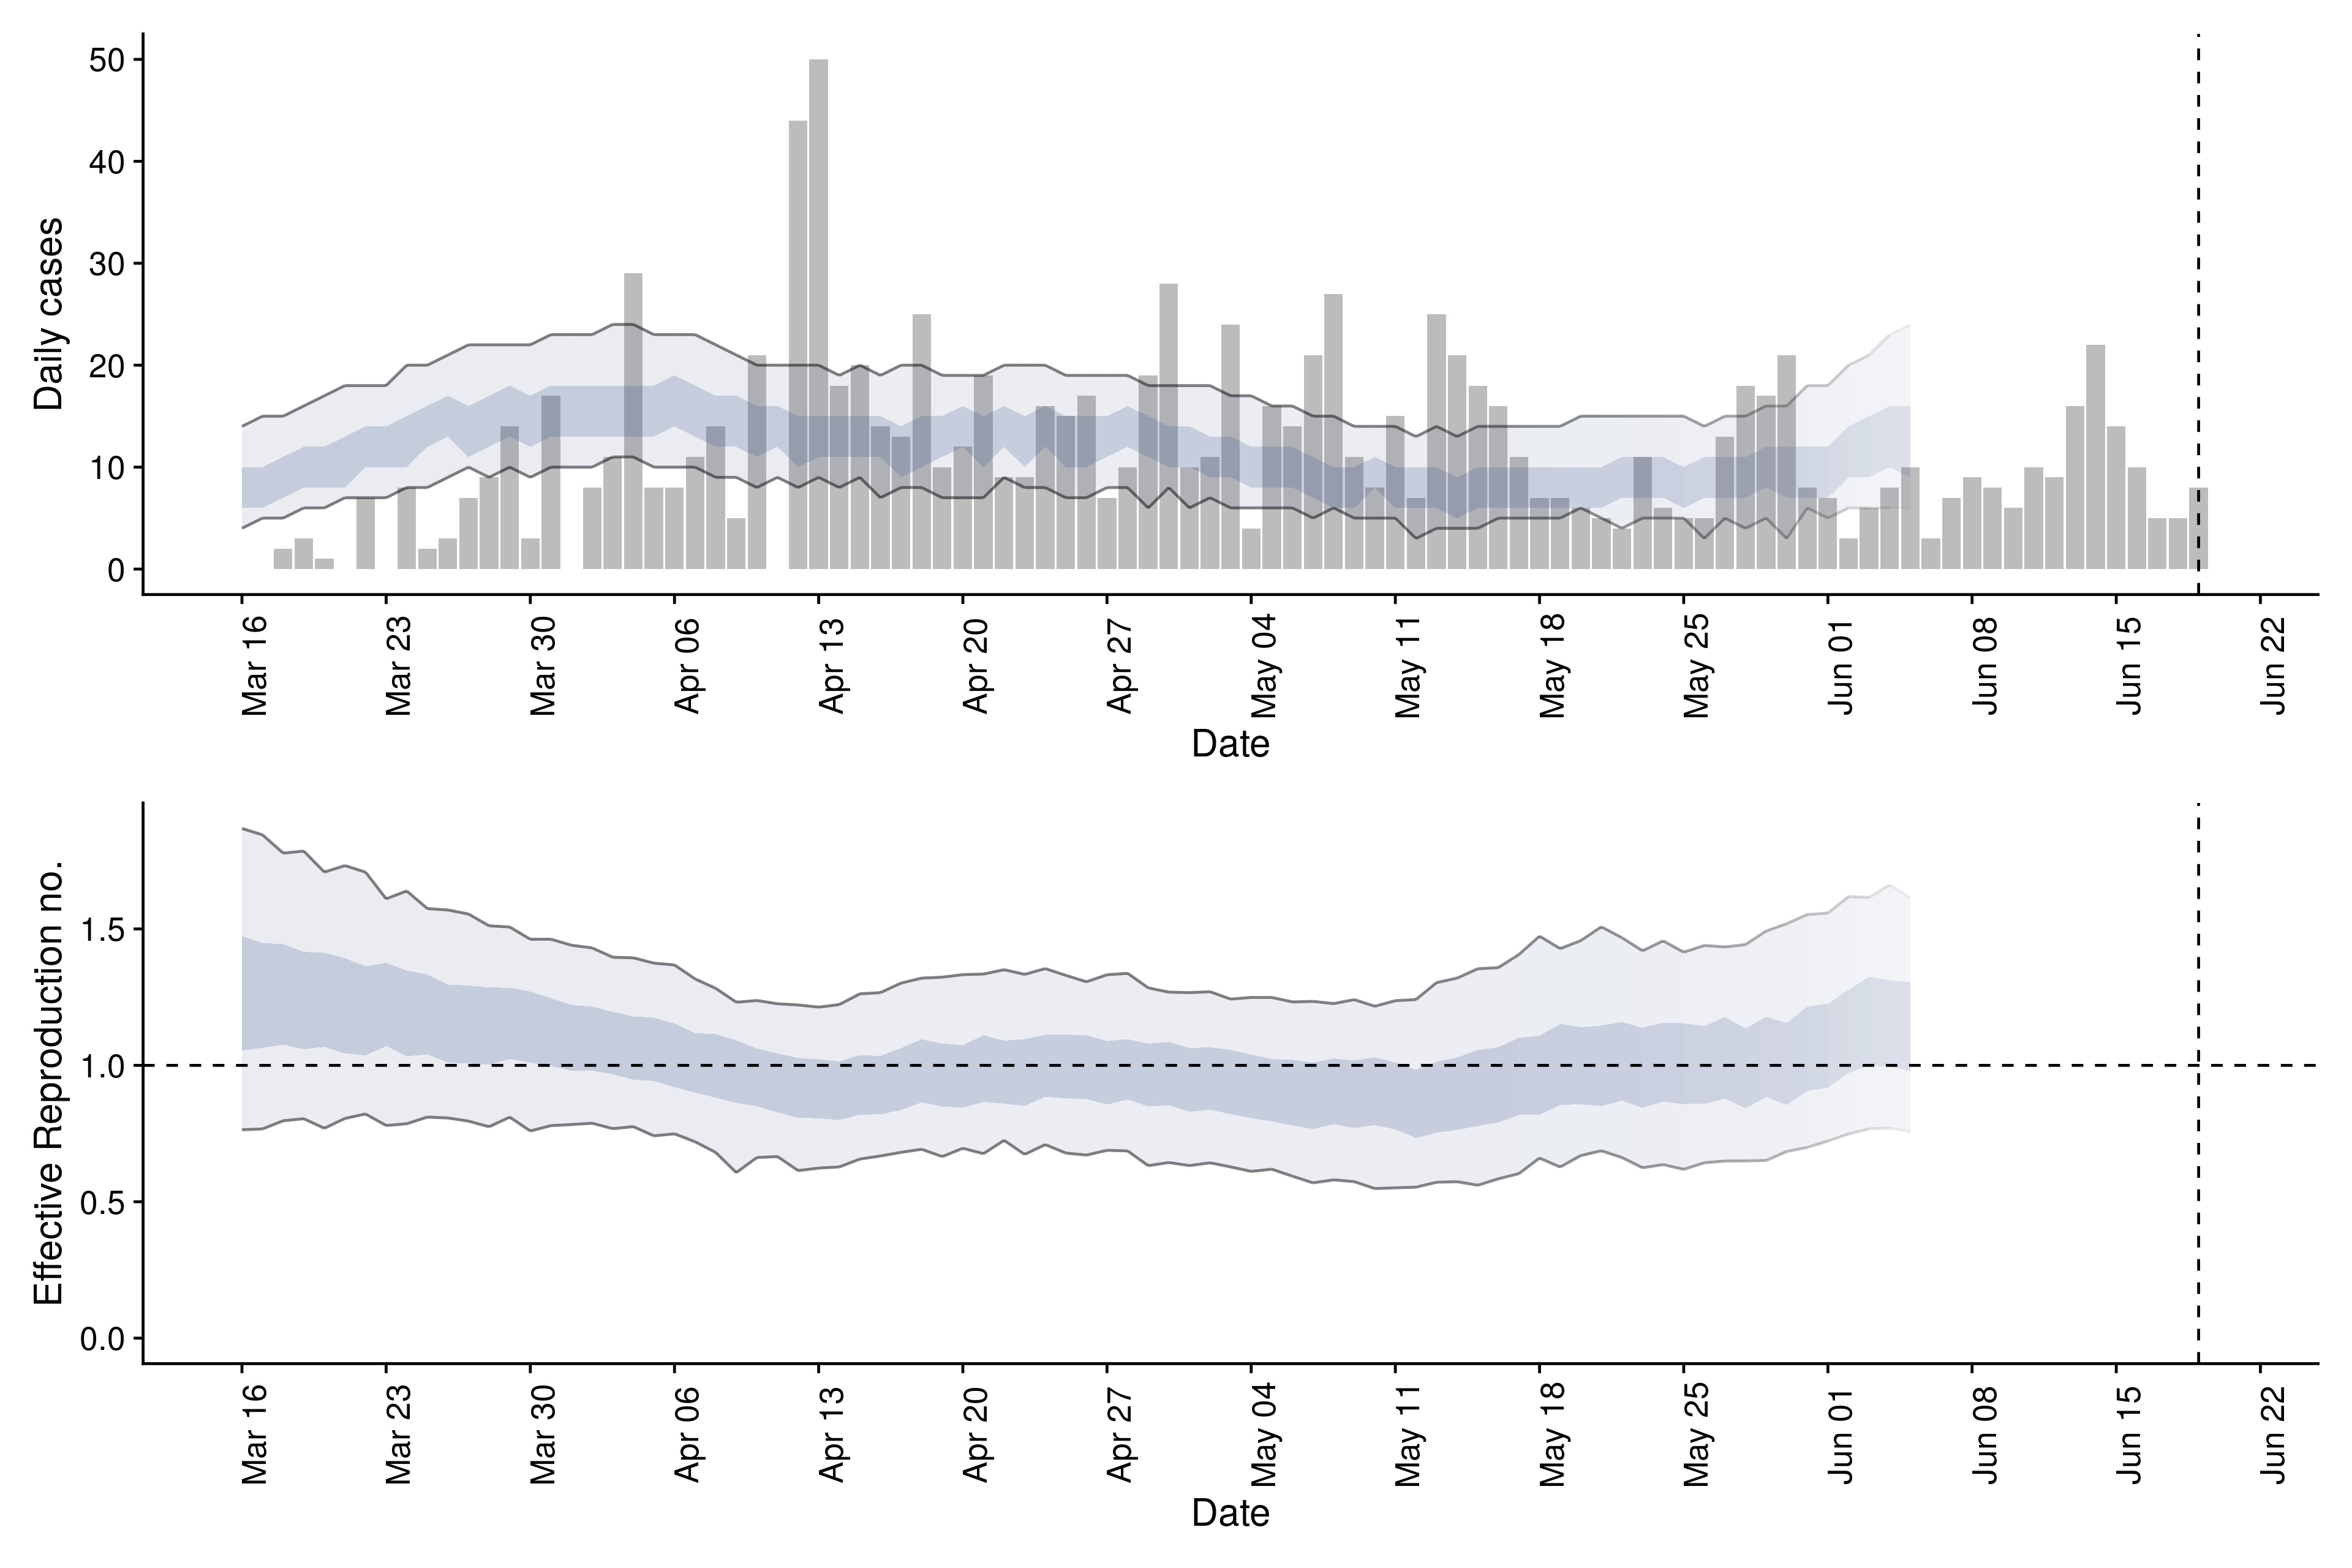 Daily cases
50
40
30
20
10
0
Mar 16
Mar 23
Mar 30
Apr 06
Apr 13
Apr 20
Apr 27
May 04
May 11
May 18
May 25
Jun 01
Jun 08
Jun 15
Jun 22
Date
Effective Reproduction no.
1.5
1.0
0.5
0.0
Mar 16
Mar 23
Mar 30
Apr 06
Apr 13
Apr 20
Apr 27
May 04
May 11
May 18
May 25
Jun 01
Jun 08
Jun 15
Jun 22
Date